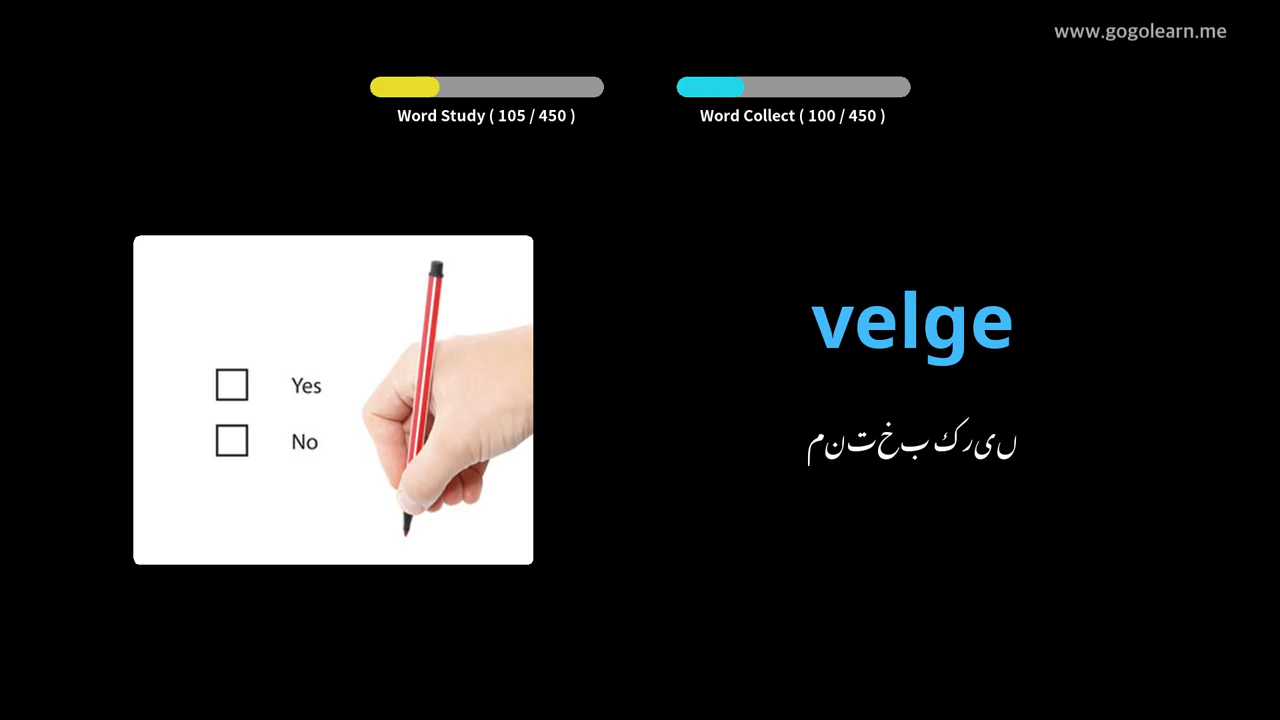 www.gogolearn.me
Word Study ( 105 / 450 )
Word Collect ( 100 / 450 )
Yes
No
velge
منتخب کریں